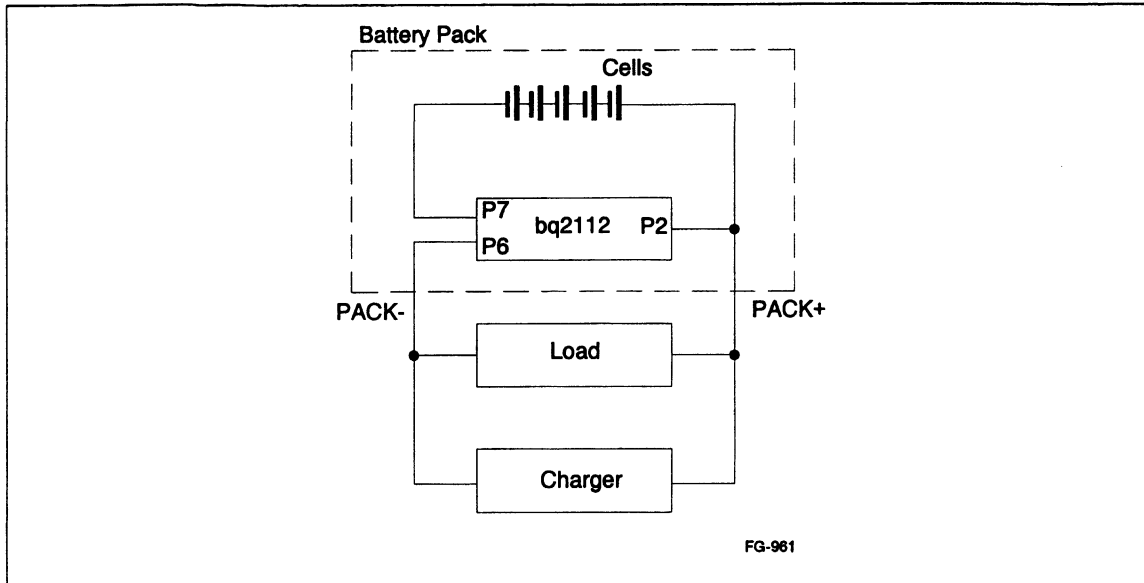 Battery Pack
Cells
P7
bq2112
P2
P6
PACK-
PACK+
Load
Charger
FG-961